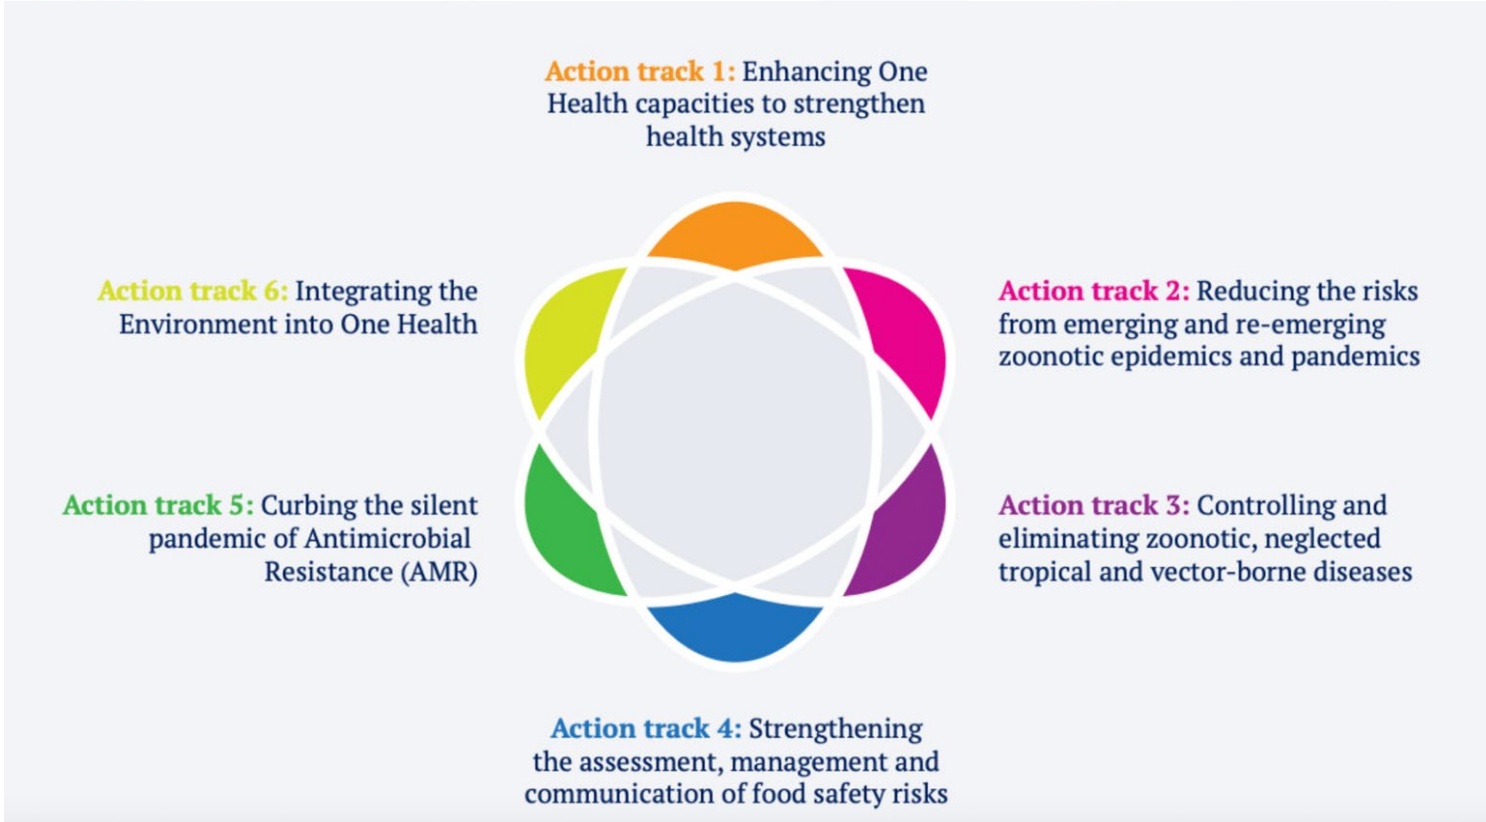 Action track 1: Enhancing One
Health capacities to strengthen
health systems
Action track 2: Reducing the risks
from emerging and re-emerging
zoonotic epidemics and pandemics
Action track 3: Controlling and
eliminating zoonotic, neglected
tropical and vector-borne diseases
Action track 4: Strengthening
the assessment, management and
communication of food safety risks
Action track 5: Curbing the silent
pandemic of Antimicrobial
Resistance (AMR)
Action track 6: Integrating the
Environment into One Health